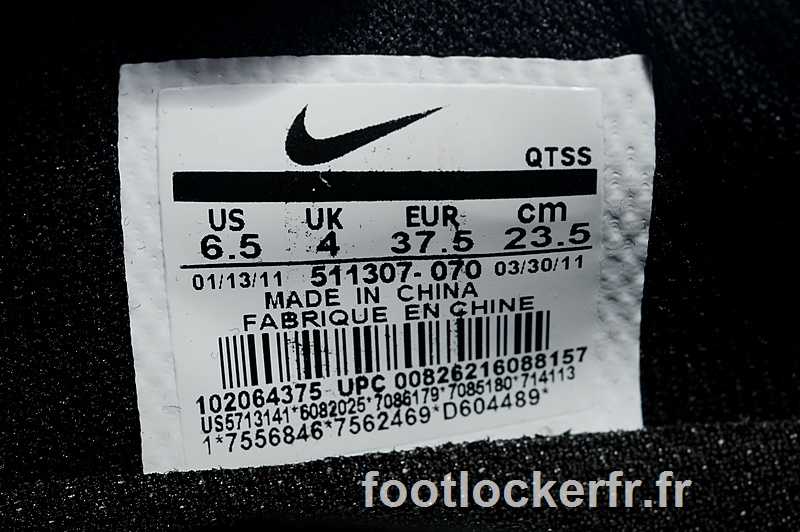 QTSS
US UK EUR cm
6.5 4 37.5 23.5
01/13/11 511307-070 03/30/11
MADE IN CHINA
FABRIQUE EN CHINE
102064375 UPC 00826216088157
US5713141*6082025*7086179*7085180*714113
1*7556846*7562469*D604489*
footlockerfr.fr